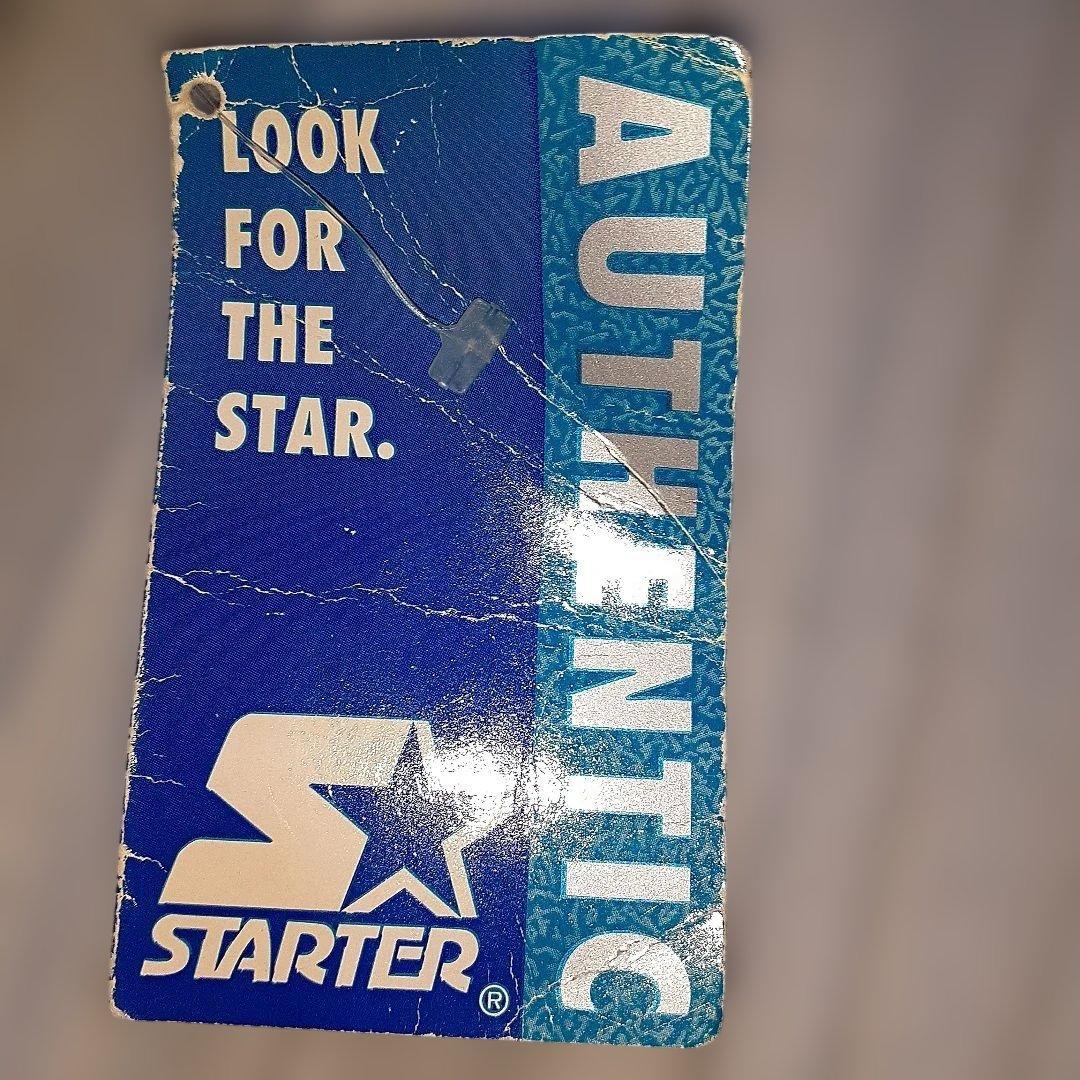 LOOK
FOR
THE
STAR.
STARTER®
AUTHENTIC